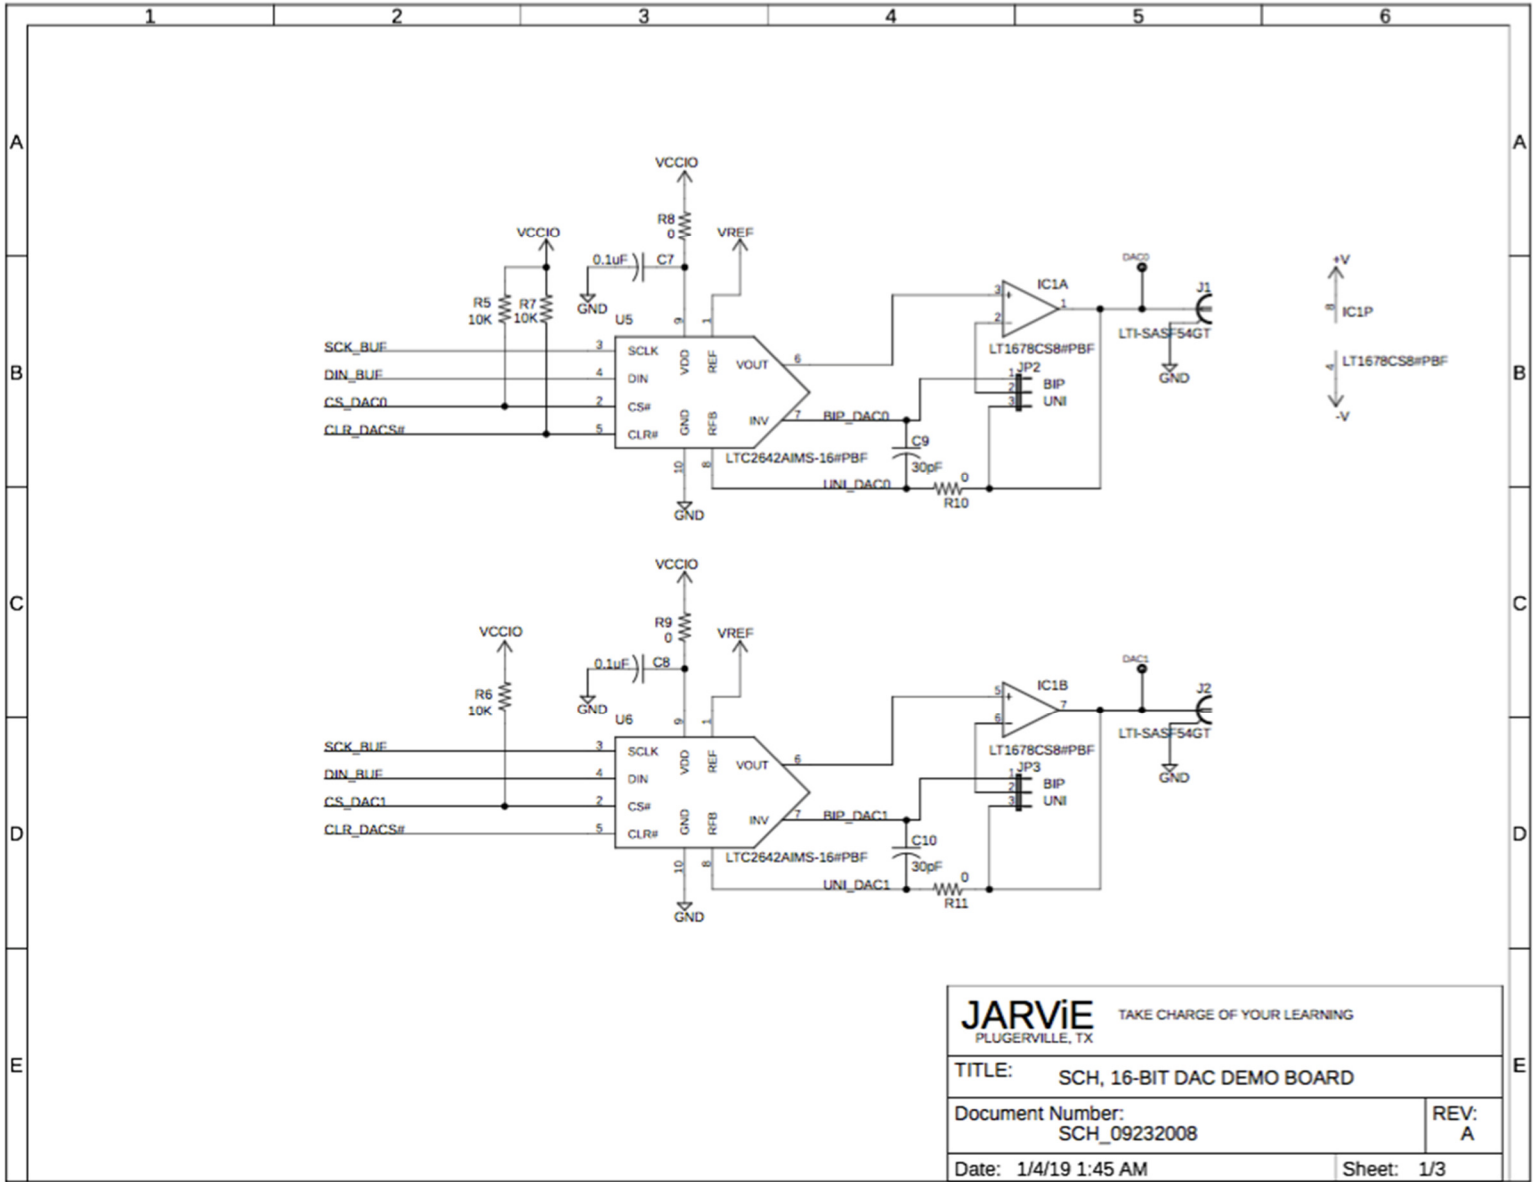 1 2 3 4 5 6
A A
VCCIO
R8
0
VCCIO VREF
0.1uF C7
GND
R5
10K
R7
10K
U5
9 1
SCK_BUF 3 SCLK
DIN_BUF 4 DIN
CS_DAC0 2 CS#
CLR_DACS# 5 CLR#
VDD REF VOUT 6
GND RFB INV 7
10 8
LTC2642AIMS-16#PBF
GND
BIP_DAC0
C9
30pF
UNI_DAC0
0
R10
3 + IC1A
2 - 1
LT1678CS8#PBF
JP2
1 BIP
2
3 UNI
DAC0
J1
LTI-SASF54GT
GND
+V
8 IC1P
4 LT1678CS8#PBF
-V
B B
C C
VCCIO
R9
0
VCCIO VREF
0.1uF C8
GND
R6
10K
U6
9 1
SCK_BUF 3 SCLK
DIN_BUF 4 DIN
CS_DAC1 2 CS#
CLR_DACS# 5 CLR#
VDD REF VOUT 6
GND RFB INV 7
10 8
LTC2642AIMS-16#PBF
GND
BIP_DAC1
C10
30pF
UNI_DAC1
0
R11
5 + IC1B
6 - 7
LT1678CS8#PBF
JP3
1 BIP
2
3 UNI
DAC1
J2
LTI-SASF54GT
GND
D D
E E
JARViE TAKE CHARGE OF YOUR LEARNING
PLUGERVILLE, TX
TITLE: SCH, 16-BIT DAC DEMO BOARD
Document Number: REV:
SCH_09232008 A
Date: 1/4/19 1:45 AM Sheet: 1/3